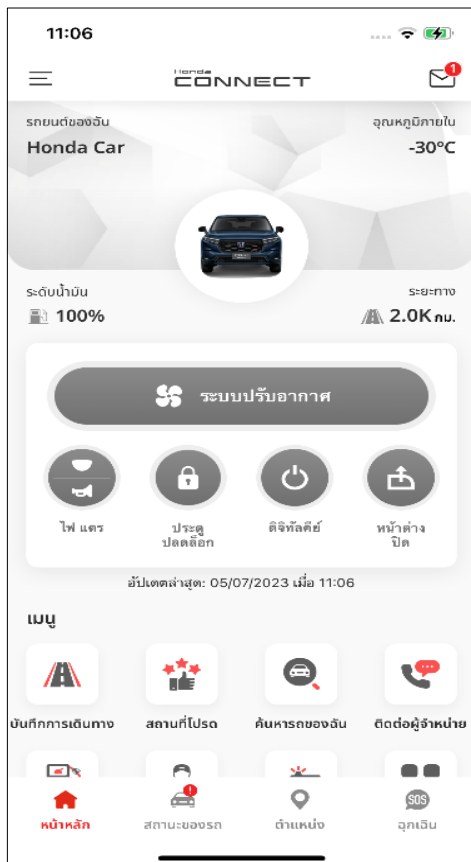 11:06
Honda
CONNECT
1
รถยนต์ของฉัน
อุณหภูมิภายใน
Honda Car
-30°C
ระดับน้ำมัน
ระยะทาง
100%
2.0K กม.
ระบบปรับอากาศ
ไฟ แตร
ประตู
ปลดล็อก
ดิจิทัลคีย์
หน้าต่าง
ปิด
อัปเดตล่าสุด: 05/07/2023 เมื่อ 11:06
เมนู
บันทึกการเดินทาง
สถานที่โปรด
ค้นหารถของฉัน
ติดต่อผู้จำหน่าย
หน้าหลัก
สถานะของรถ
ตำแหน่ง
SOS
ฉุกเฉิน